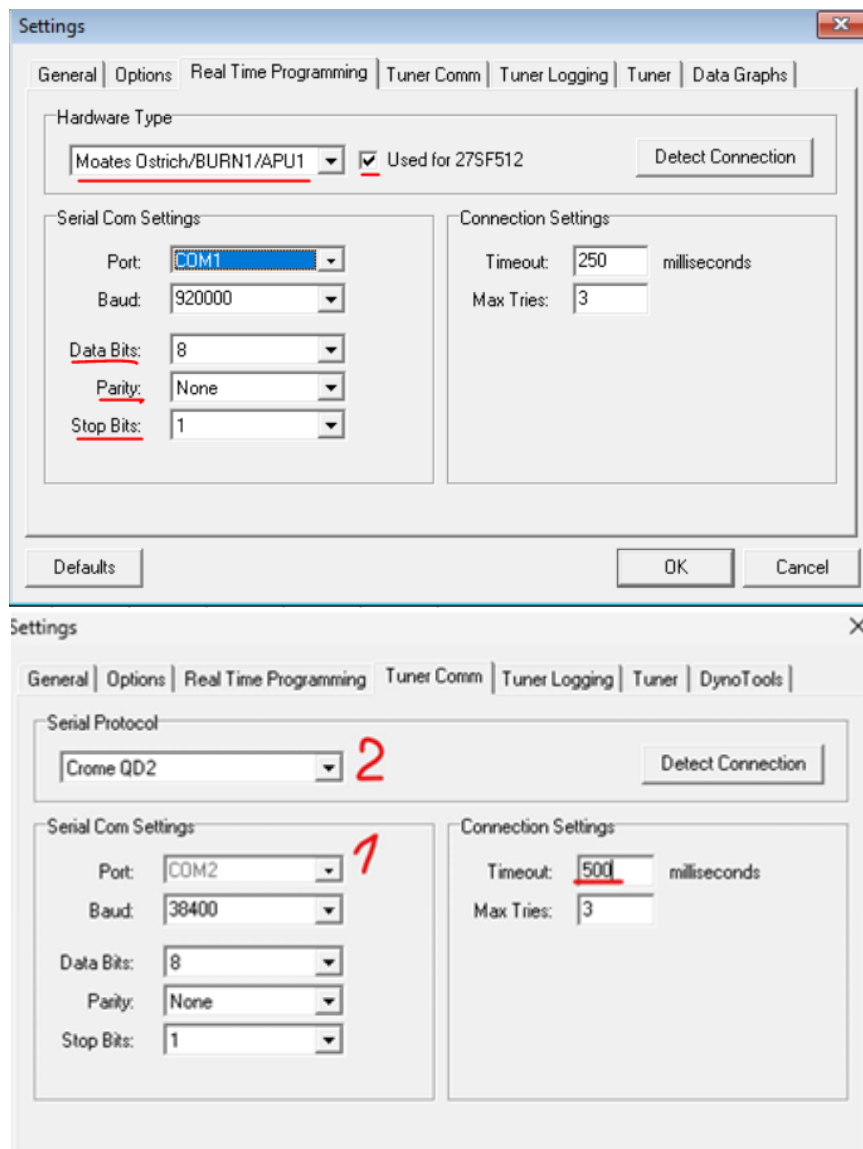 Settings
General Options Real Time Programming Tuner Comm Tuner Logging Tuner Data Graphs
Hardware Type
Moates Ostrich/BURN1/APU1 Used for 27SF512 Detect Connection
Serial Com Settings Connection Settings
Port: COM1 Timeout: 250 milliseconds
Baud: 920000 Max Tries: 3
Data Bits: 8
Parity: None
Stop Bits: 1
Defaults OK Cancel
Settings
General Options Real Time Programming Tuner Comm Tuner Logging Tuner DynoTools
Serial Protocol
Crome QD2 2 Detect Connection
Serial Com Settings Connection Settings
Port: COM2 1 Timeout: 500 milliseconds
Baud: 38400 Max Tries: 3
Data Bits: 8
Parity: None
Stop Bits: 1